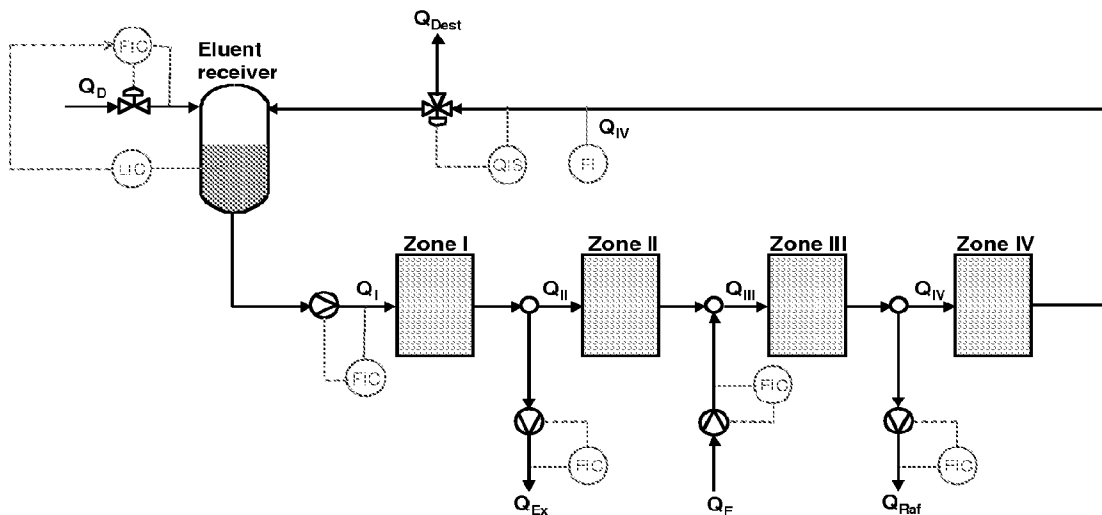 Q_Dest
FIC
Eluent
receiver
Q_D
Q_IV
LIC
QIS
FI
Zone I
Zone II
Zone III
Zone IV
Q_I
Q_II
Q_III
Q_IV
FIC
FIC
FIC
FIC
Q_Ex
Q_F
Q_Raf